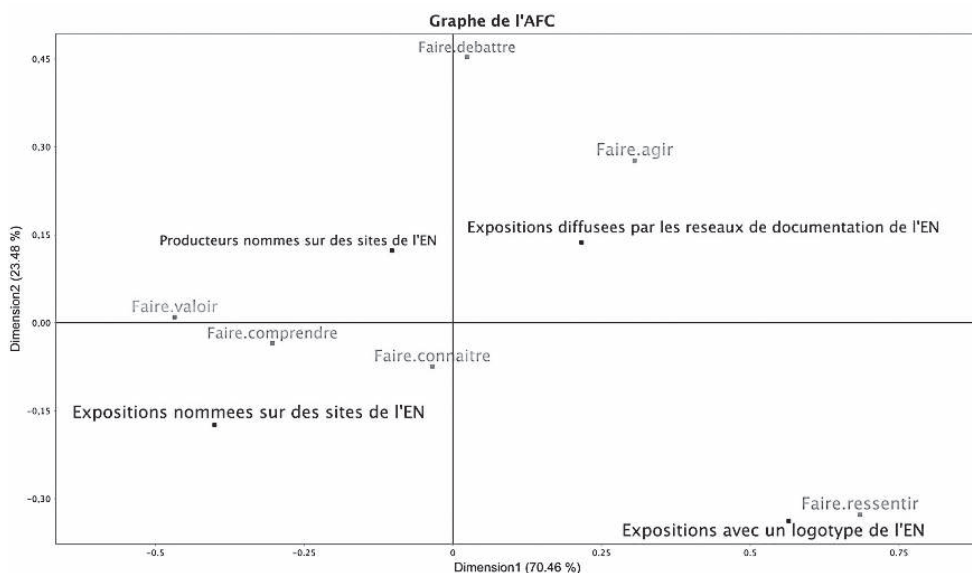 Graphe de l'AFC
Faire.debattre
0,45
0,30
Faire.agir
Expositions diffusees par les reseaux de documentation de l'EN
0,15
Producteurs nommes sur des sites de l'EN
Dimension2 (23.48 %)
Faire.valoir
0,00
Faire.comprendre
Faire.connaitre
-0,15
Expositions nommees sur des sites de l'EN
-0,30
Faire.ressentir
Expositions avec un logotype de l'EN
-0.5
-0.25
0
0.25
0.5
0.75
Dimension1 (70.46 %)